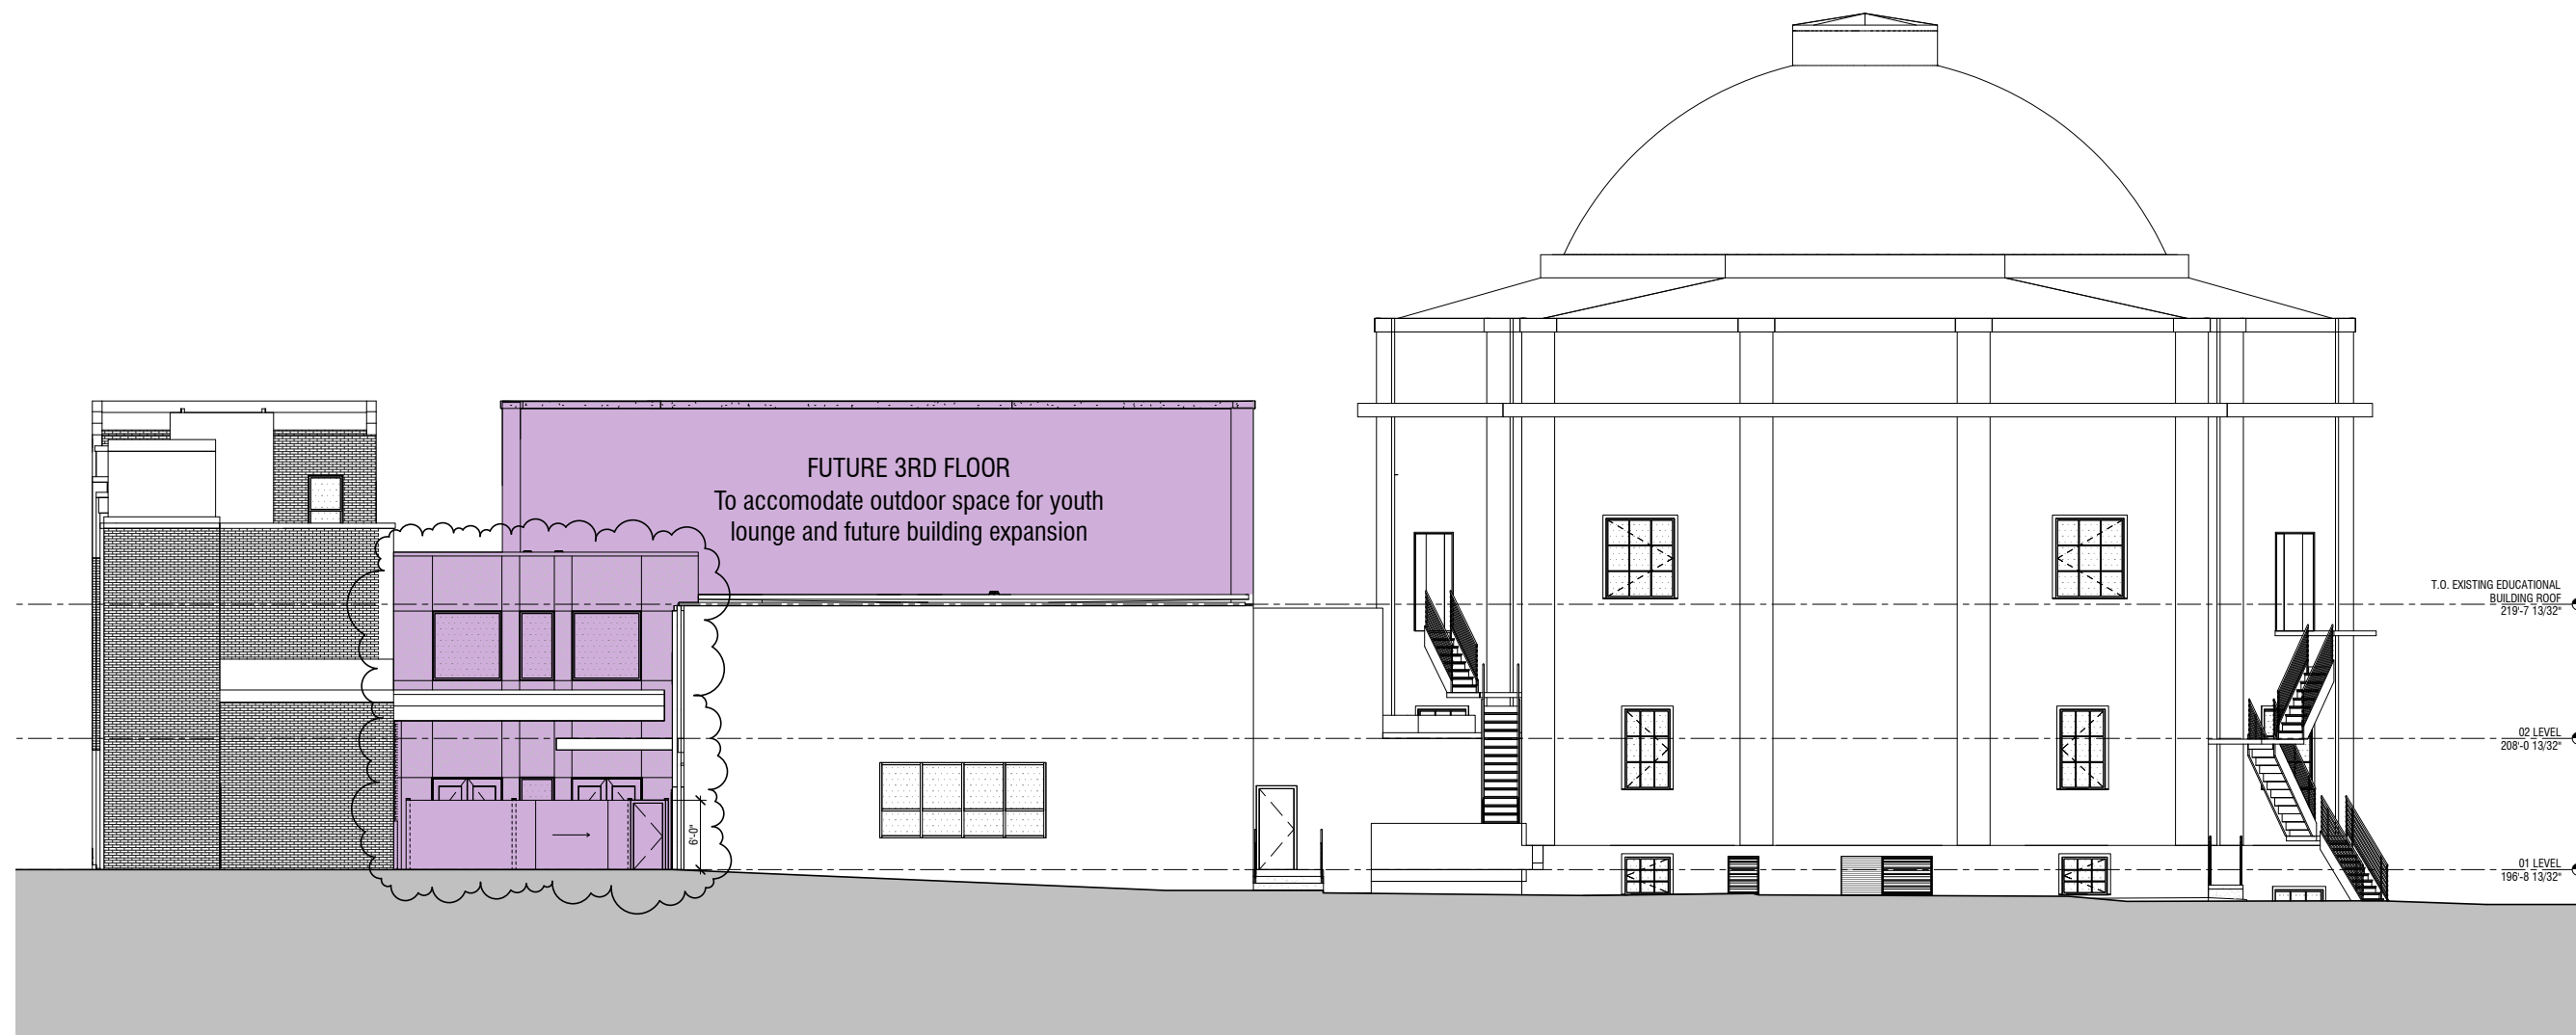 FUTURE 3RD FLOOR
To accomodate outdoor space for youth
lounge and future building expansion
T.O. EXISTING EDUCATIONAL
BUILDING ROOF
219'-7 13/32"
02 LEVEL
208'-0 13/32"
6'-0"
01 LEVEL
196'-8 13/32"